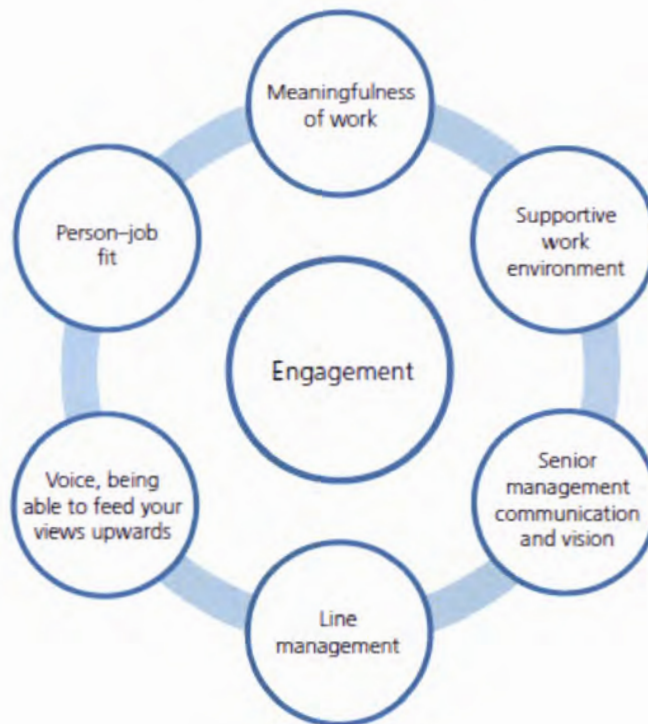 Meaningfulness
of work
Supportive
work
environment
Senior
management
communication
and vision
Line
management
Voice, being
able to feed your
views upwards
Person–job
fit
Engagement